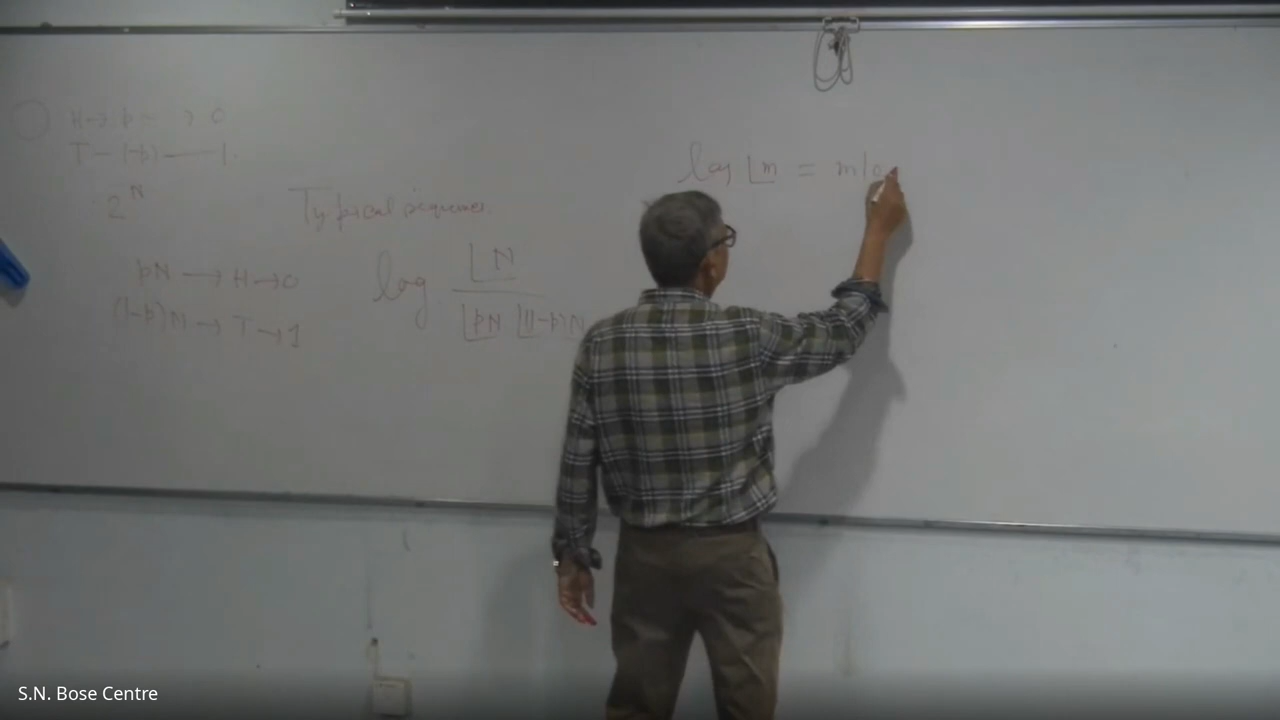 H→ p → 0
T – (1-p) — 1
2^N
Typical sequence
pN → H→0
(1-p)N → T→1
log ⌊N / ⌊pN ⌊(1-p)N
log ⌊m = m lo
S.N. Bose Centre